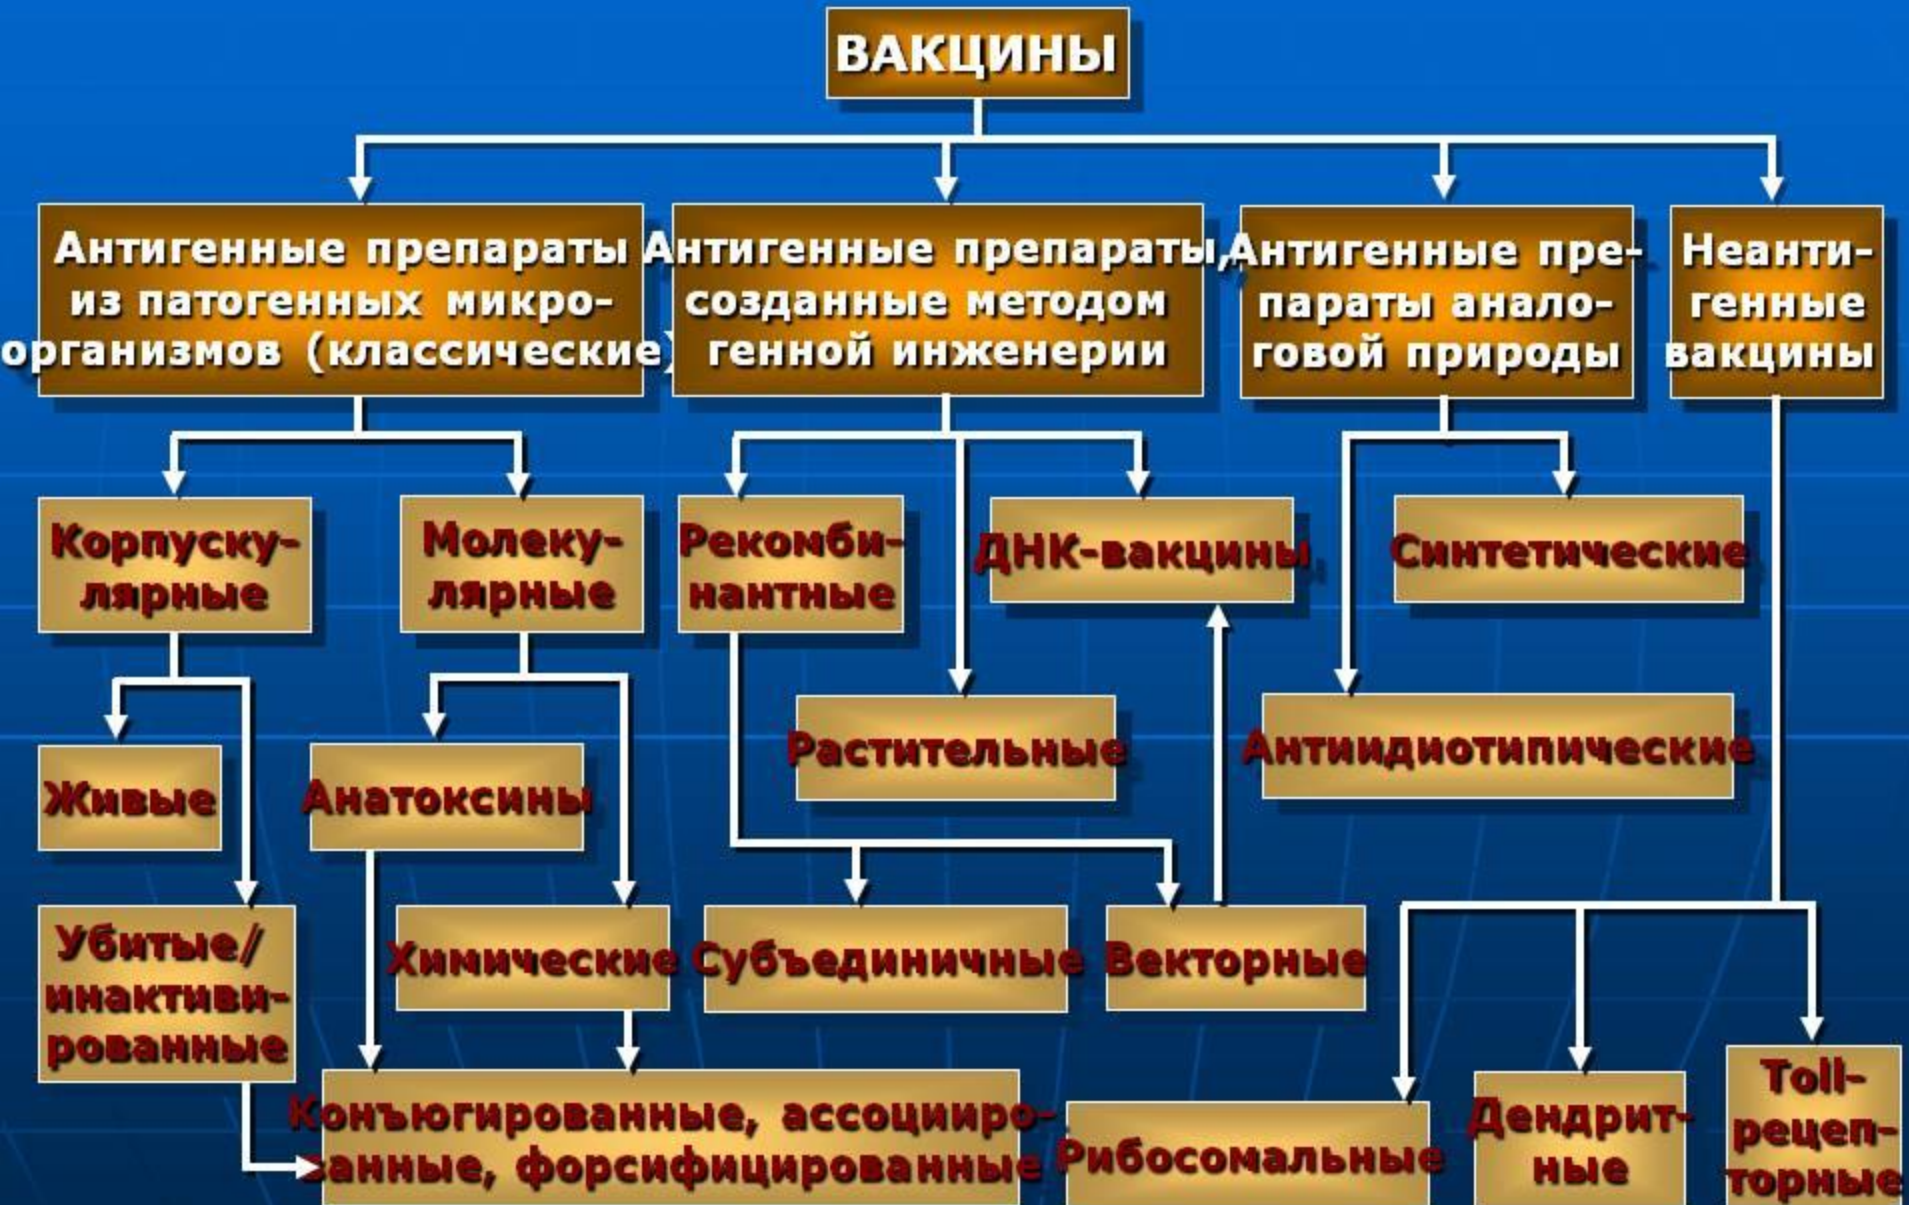 ВАКЦИНЫ
Антигенные препараты
из патогенных микро-
организмов (классические)
Антигенные препараты,
созданные методом
генной инженерии
Антигенные пре-
параты анало-
говой природы
Неанти-
генные
вакцины
Корпуску-
лярные
Молеку-
лярные
Рекомби-
нантные
ДНК-вакцины
Синтетические
Растительные
Антиидиотипические
Живые
Анатоксины
Убитые/
инактиви-
рованные
Химические
Субъединичные
Векторные
Конъюгированные, ассоцииро-
ванные, форсифицированные
Рибосомальные
Дендрит-
ные
Toll-
рецеп-
торные